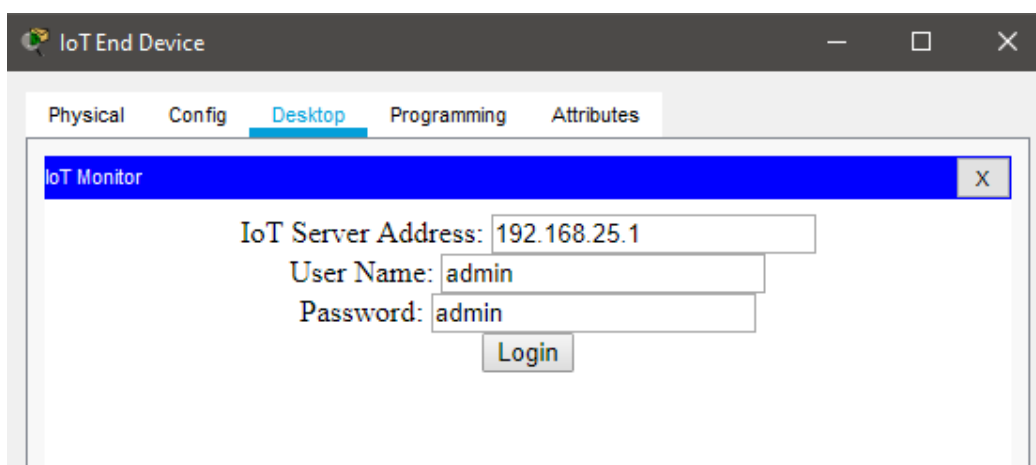 IoT End Device
Physical Config Desktop Programming Attributes
IoT Monitor X
IoT Server Address: 192.168.25.1
User Name: admin
Password: admin
Login